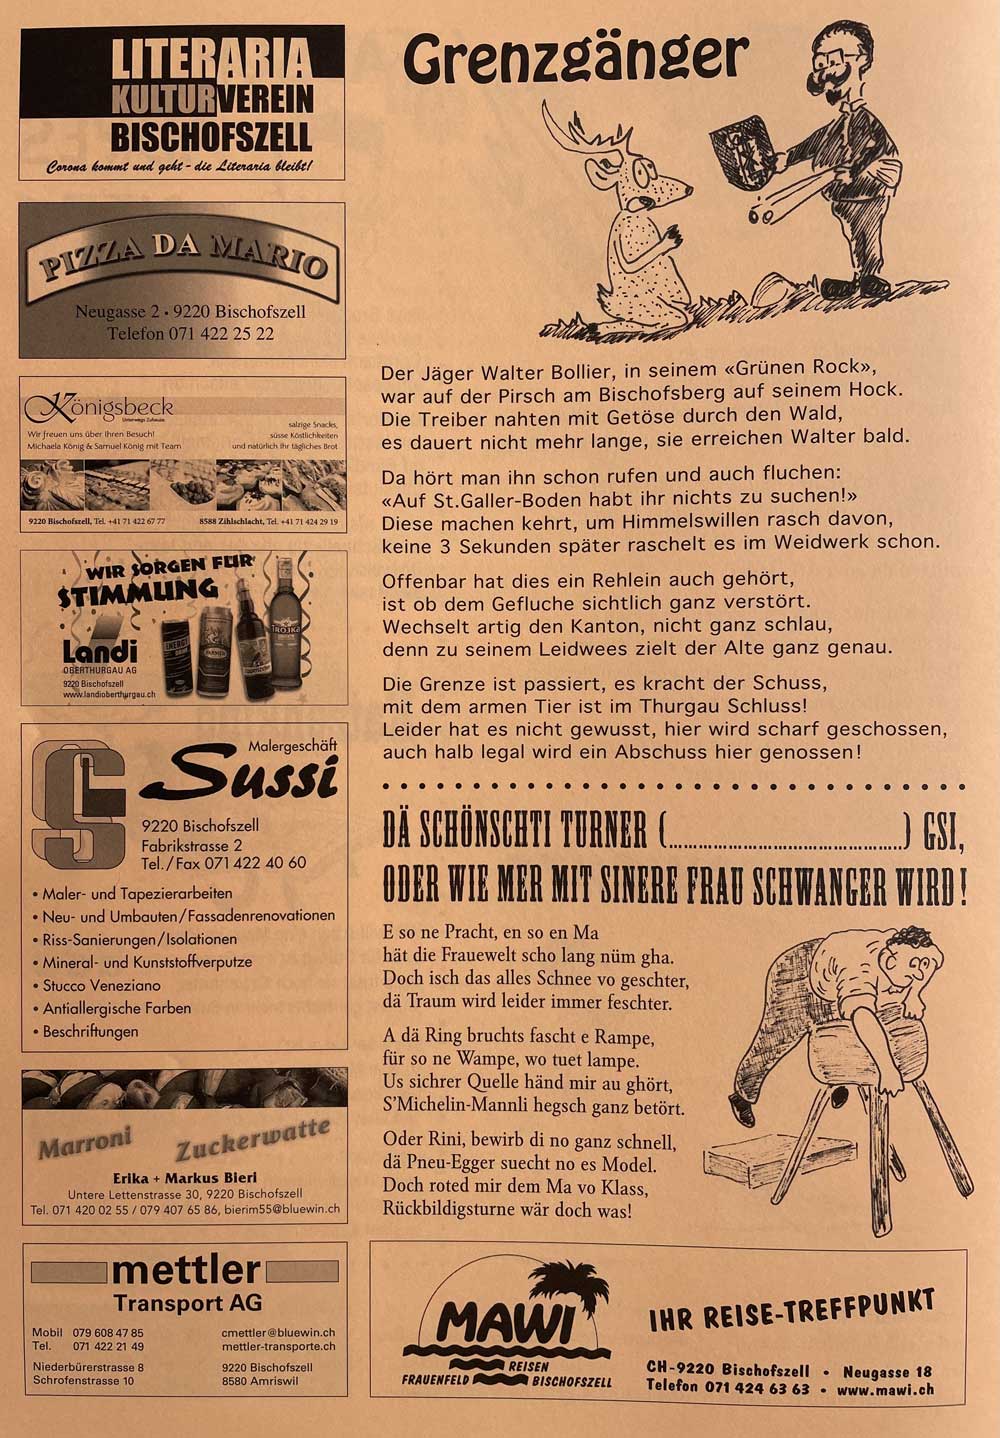 LITERARIA
KULTURVEREIN
BISCHOFSZELL
Corona kommt und geht - die Literaria bleibt!
PIZZA DA MARIO
Neugasse 2 • 9220 Bischofszell
Telefon 071 422 25 22
Königsbeck
Unterwegs Zuhause
Wir freuen uns über Ihren Besuch!
Michaela König & Samuel König mit Team
salzige Snacks,
süsse Köstlichkeiten
und natürlich Ihr tägliches Brot
9220 Bischofszell, Tel. +41 71 422 67 77
8588 Zihlschlacht, Tel. +41 71 424 29 19
WIR SORGEN FÜR
STIMMUNG
Landi
OBERTHURGAU AG
9220 Bischofszell
www.landioberthurgau.ch
TROJKA
Malergeschäft
Sussi
9220 Bischofszell
Fabrikstrasse 2
Tel./Fax 071 422 40 60
• Maler- und Tapezierarbeiten
• Neu- und Umbauten/Fassadenrenovationen
• Riss-Sanierungen/Isolationen
• Mineral- und Kunststoffverputze
• Stucco Veneziano
• Antiallergische Farben
• Beschriftungen
Marroni Zuckerwatte
Erika + Markus Bieri
Untere Lettenstrasse 30, 9220 Bischofszell
Tel. 071 420 02 55 / 079 407 65 86, bierim55@bluewin.ch
mettler
Transport AG
Mobil 079 608 47 85
Tel. 071 422 21 49
Niederbürerstrasse 8
Schrofenstrasse 10
cmettler@bluewin.ch
mettler-transporte.ch
9220 Bischofszell
8580 Amriswil
Grenzgänger
Der Jäger Walter Bollier, in seinem «Grünen Rock»,
war auf der Pirsch am Bischofsberg auf seinem Hock.
Die Treiber nahten mit Getöse durch den Wald,
es dauert nicht mehr lange, sie erreichen Walter bald.
Da hört man ihn schon rufen und auch fluchen:
«Auf St.Galler-Boden habt ihr nichts zu suchen!»
Diese machen kehrt, um Himmelswillen rasch davon,
keine 3 Sekunden später raschelt es im Weidwerk schon.
Offenbar hat dies ein Rehlein auch gehört,
ist ob dem Gefluche sichtlich ganz verstört.
Wechselt artig den Kanton, nicht ganz schlau,
denn zu seinem Leidwees zielt der Alte ganz genau.
Die Grenze ist passiert, es kracht der Schuss,
mit dem armen Tier ist im Thurgau Schluss!
Leider hat es nicht gewusst, hier wird scharf geschossen,
auch halb legal wird ein Abschuss hier genossen!
DÄ SCHÖNSCHTI TURNER (................................) GSI,
ODER WIE MER MIT SINERE FRAU SCHWANGER WIRD!
E so ne Pracht, en so en Ma
hät die Frauewelt scho lang nüm gha.
Doch isch das alles Schnee vo geschter,
dä Traum wird leider immer feschter.
A dä Ring bruchts fascht e Rampe,
für so ne Wampe, wo tuet lampe.
Us sichrer Quelle händ mir au ghört,
S'Michelin-Mannli hegsch ganz betört.
Oder Rini, bewirb di no ganz schnell,
dä Pneu-Egger suecht no es Model.
Doch roted mir dem Ma vo Klass,
Rückbildigsturne wär doch was!
MAWI
REISEN
FRAUENFELD BISCHOFSZELL
IHR REISE-TREFFPUNKT
CH-9220 Bischofszell • Neugasse 18
Telefon 071 424 63 63 • www.mawi.ch